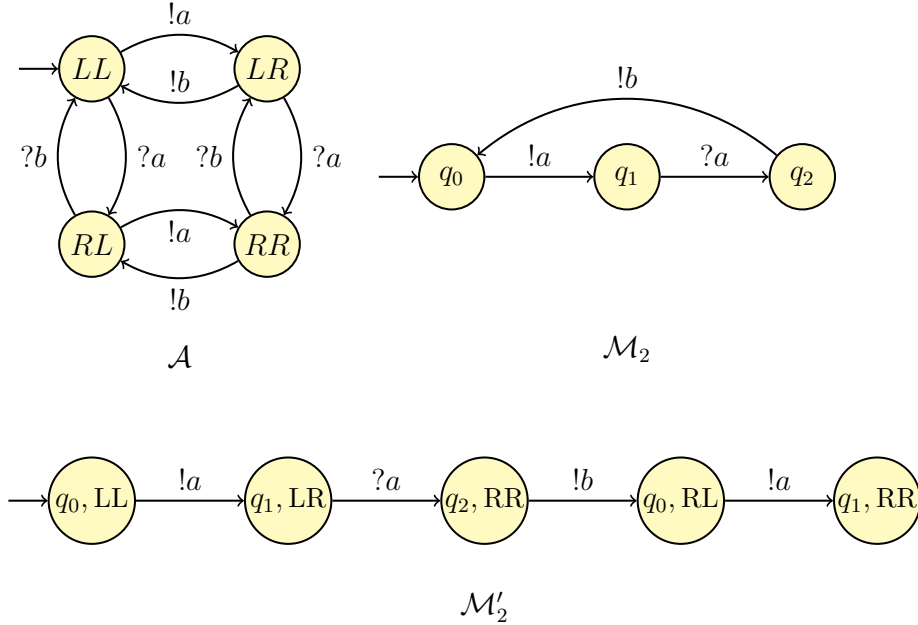 !a
LL
LR
!b
?b
?a
?b
?a
RL
!a
RR
!b
𝒜
!b
q₀
!a
q₁
?a
q₂
ℳ₂
q₀, LL
!a
q₁, LR
?a
q₂, RR
!b
q₀, RL
!a
q₁, RR
ℳ′₂